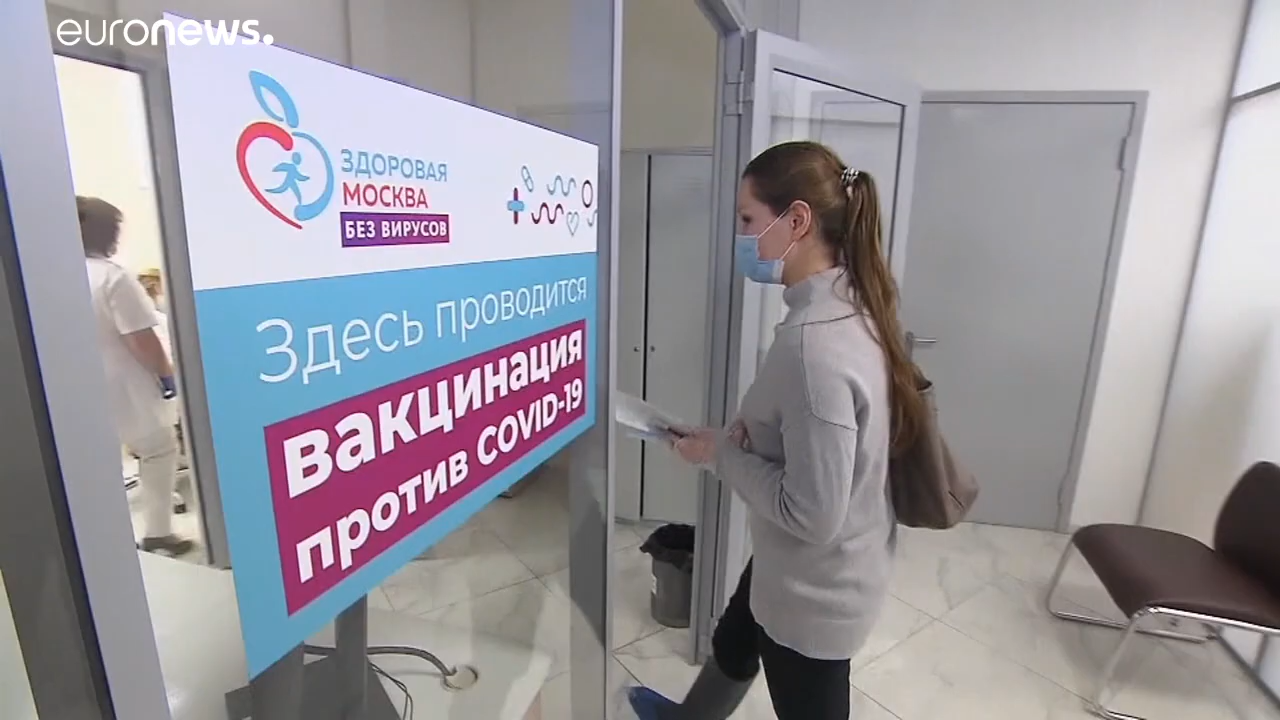 euronews.
ЗДОРОВАЯ
МОСКВА
БЕЗ ВИРУСОВ
Здесь проводится
вакцинация
против COVID-19